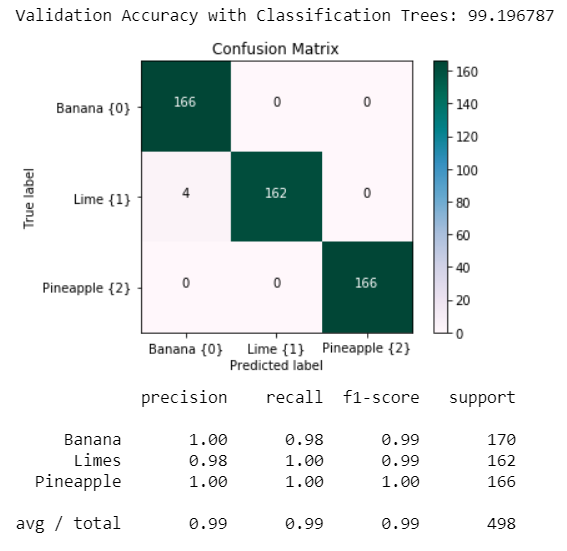 Validation Accuracy with Classification Trees: 99.196787
Confusion Matrix
Banana {0} 166 0 0
Lime {1} 4 162 0
Pineapple {2} 0 0 166
True label
Banana {0} Lime {1} Pineapple {2}
Predicted label
160
140
120
100
80
60
40
20
0
precision recall f1-score support
Banana 1.00 0.98 0.99 170
Limes 0.98 1.00 0.99 162
Pineapple 1.00 1.00 1.00 166
avg / total 0.99 0.99 0.99 498